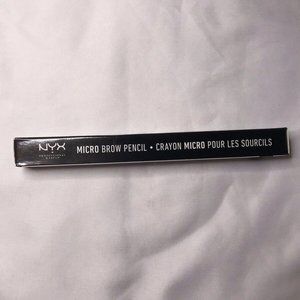 NYX
PROFESSIONAL MAKEUP
MICRO BROW PENCIL • CRAYON MICRO POUR LES SOURCILS